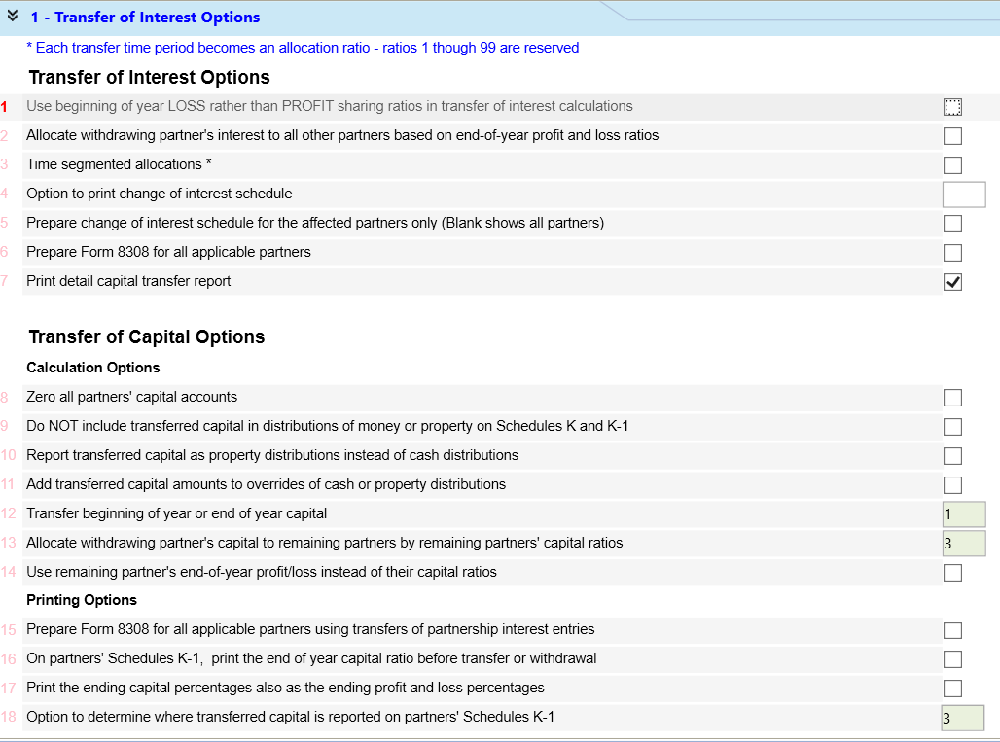 1 - Transfer of Interest Options
* Each transfer time period becomes an allocation ratio - ratios 1 though 99 are reserved
Transfer of Interest Options
1 Use beginning of year LOSS rather than PROFIT sharing ratios in transfer of interest calculations
2 Allocate withdrawing partner's interest to all other partners based on end-of-year profit and loss ratios
3 Time segmented allocations *
4 Option to print change of interest schedule
5 Prepare change of interest schedule for the affected partners only (Blank shows all partners)
6 Prepare Form 8308 for all applicable partners
7 Print detail capital transfer report
Transfer of Capital Options
Calculation Options
8 Zero all partners' capital accounts
9 Do NOT include transferred capital in distributions of money or property on Schedules K and K-1
10 Report transferred capital as property distributions instead of cash distributions
11 Add transferred capital amounts to overrides of cash or property distributions
12 Transfer beginning of year or end of year capital 1
13 Allocate withdrawing partner's capital to remaining partners by remaining partners' capital ratios 3
14 Use remaining partner's end-of-year profit/loss instead of their capital ratios
Printing Options
15 Prepare Form 8308 for all applicable partners using transfers of partnership interest entries
16 On partners' Schedules K-1,  print the end of year capital ratio before transfer or withdrawal
17 Print the ending capital percentages also as the ending profit and loss percentages
18 Option to determine where transferred capital is reported on partners' Schedules K-1 3